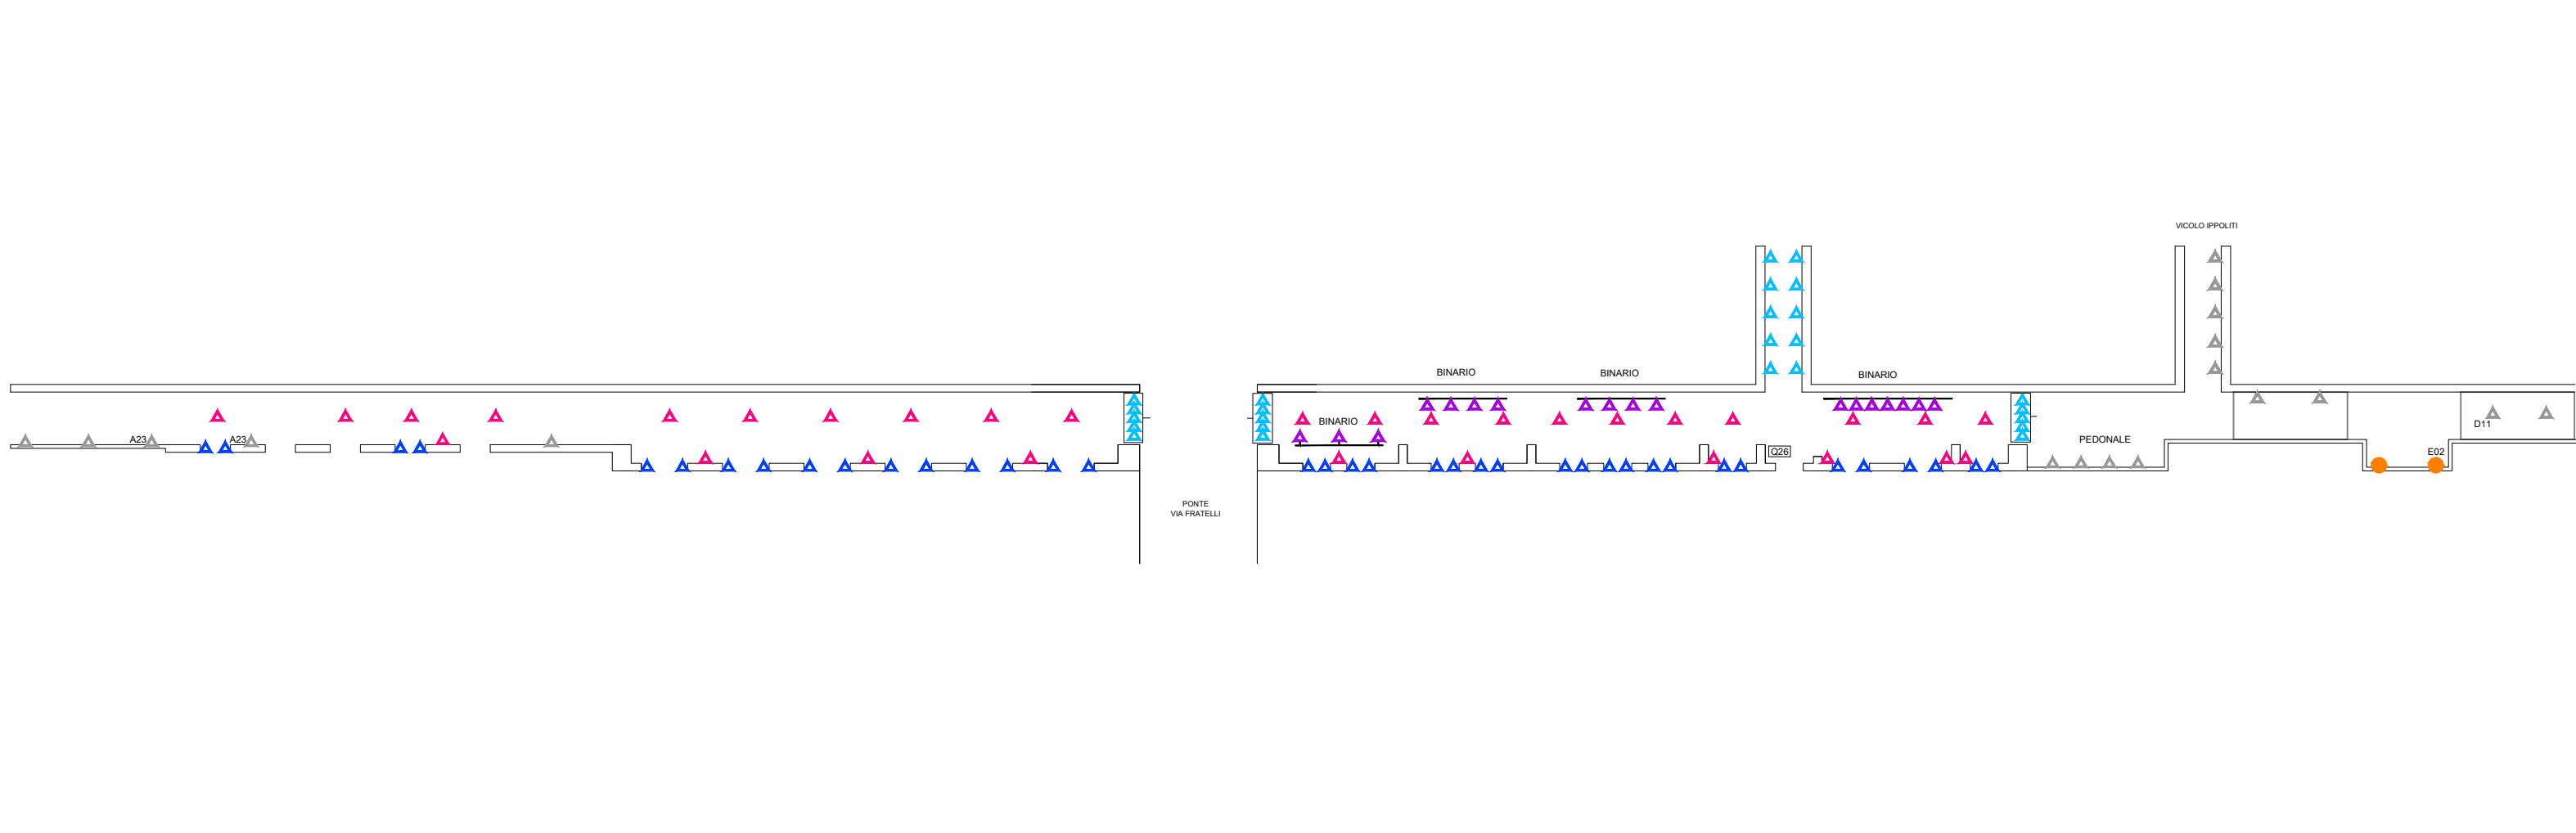 VICOLO IPPOLITI
BINARIO
BINARIO
BINARIO
BINARIO
A23
A23
Q26
PEDONALE
D11
E02
PONTE
VIA FRATELLI